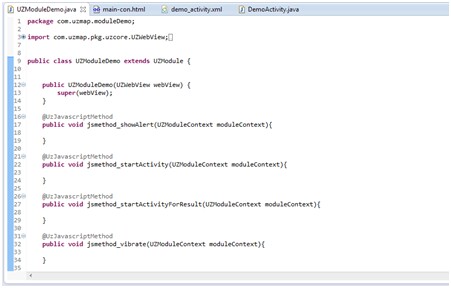 UZModuleDemo.java main-con.html demo_activity.xml DemoActivity.java
1 package com.uzmap.moduleDemo;
2
3 import com.uzmap.pkg.uzcore.UZWebView;
8
9 public class UZModuleDemo extends UZModule {
10
11
12 public UZModuleDemo(UZWebView webView) {
13 super(webView);
14 }
15
16 @UzJavascriptMethod
17 public void jsmethod_showAlert(UZModuleContext moduleContext){
18
19 }
20
21 @UzJavascriptMethod
22 public void jsmethod_startActivity(UZModuleContext moduleContext){
23
24 }
25
26 @UzJavascriptMethod
27 public void jsmethod_startActivityForResult(UZModuleContext moduleContext){
28
29 }
30
31 @UzJavascriptMethod
32 public void jsmethod_vibrate(UZModuleContext moduleContext){
33
34 }
35